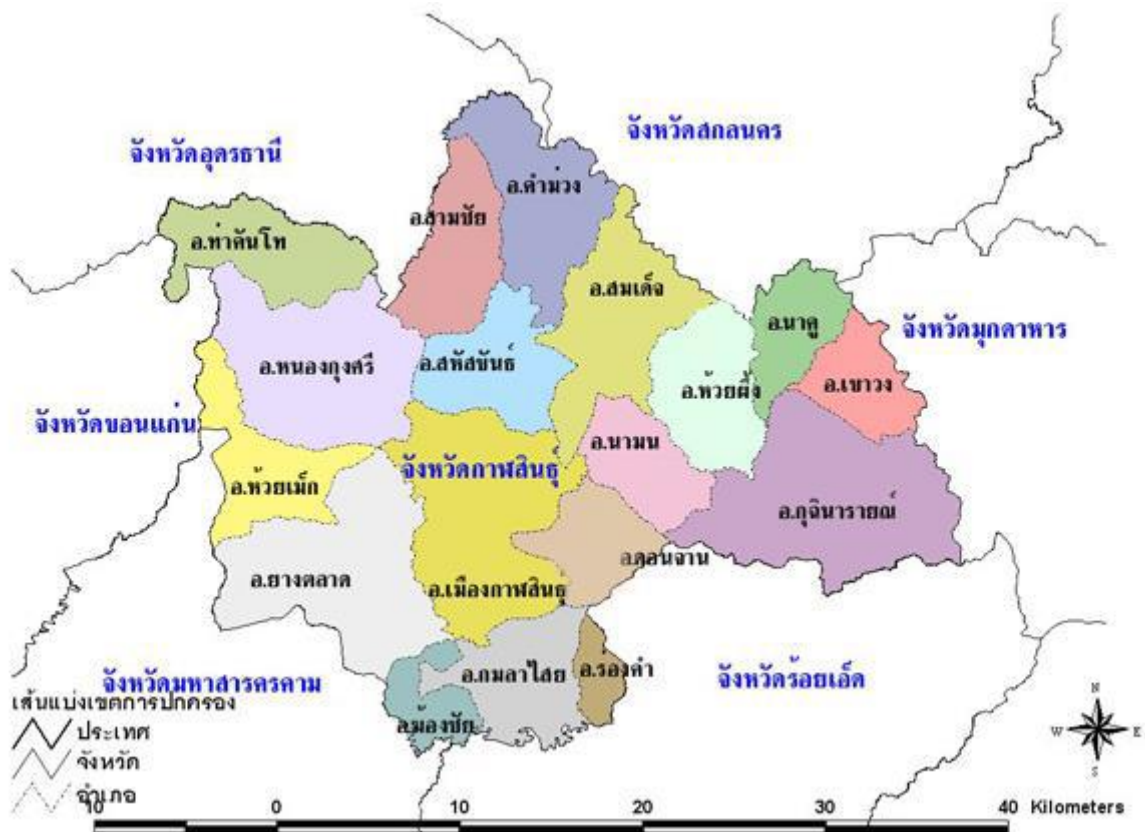 จังหวัดสกลนคร
จังหวัดอุดรธานี
อ.คำม่วง
อ.สามชัย
อ.ท่าคันโท
อ.สมเด็จ
อ.นาคู
จังหวัดมุกดาหาร
อ.หนองกุงศรี
อ.สหัสขันธ์
อ.ห้วยผึ้ง
อ.เขาวง
จังหวัดขอนแก่น
อ.นามน
จังหวัดกาฬสินธุ์
อ.ห้วยเม็ก
อ.กุฉินารายณ์
อ.ดอนจาน
อ.ยางตลาด
อ.เมืองกาฬสินธุ์
จังหวัดมหาสารคาม
อ.กมลาไสย
อ.ร่องคำ
จังหวัดร้อยเอ็ด
เส้นแบ่งเขตการปกครอง
อ.ฆ้องชัย
ประเทศ
จังหวัด
อำเภอ
N
W E
S
10 0 10 20 30 40 Kilometers